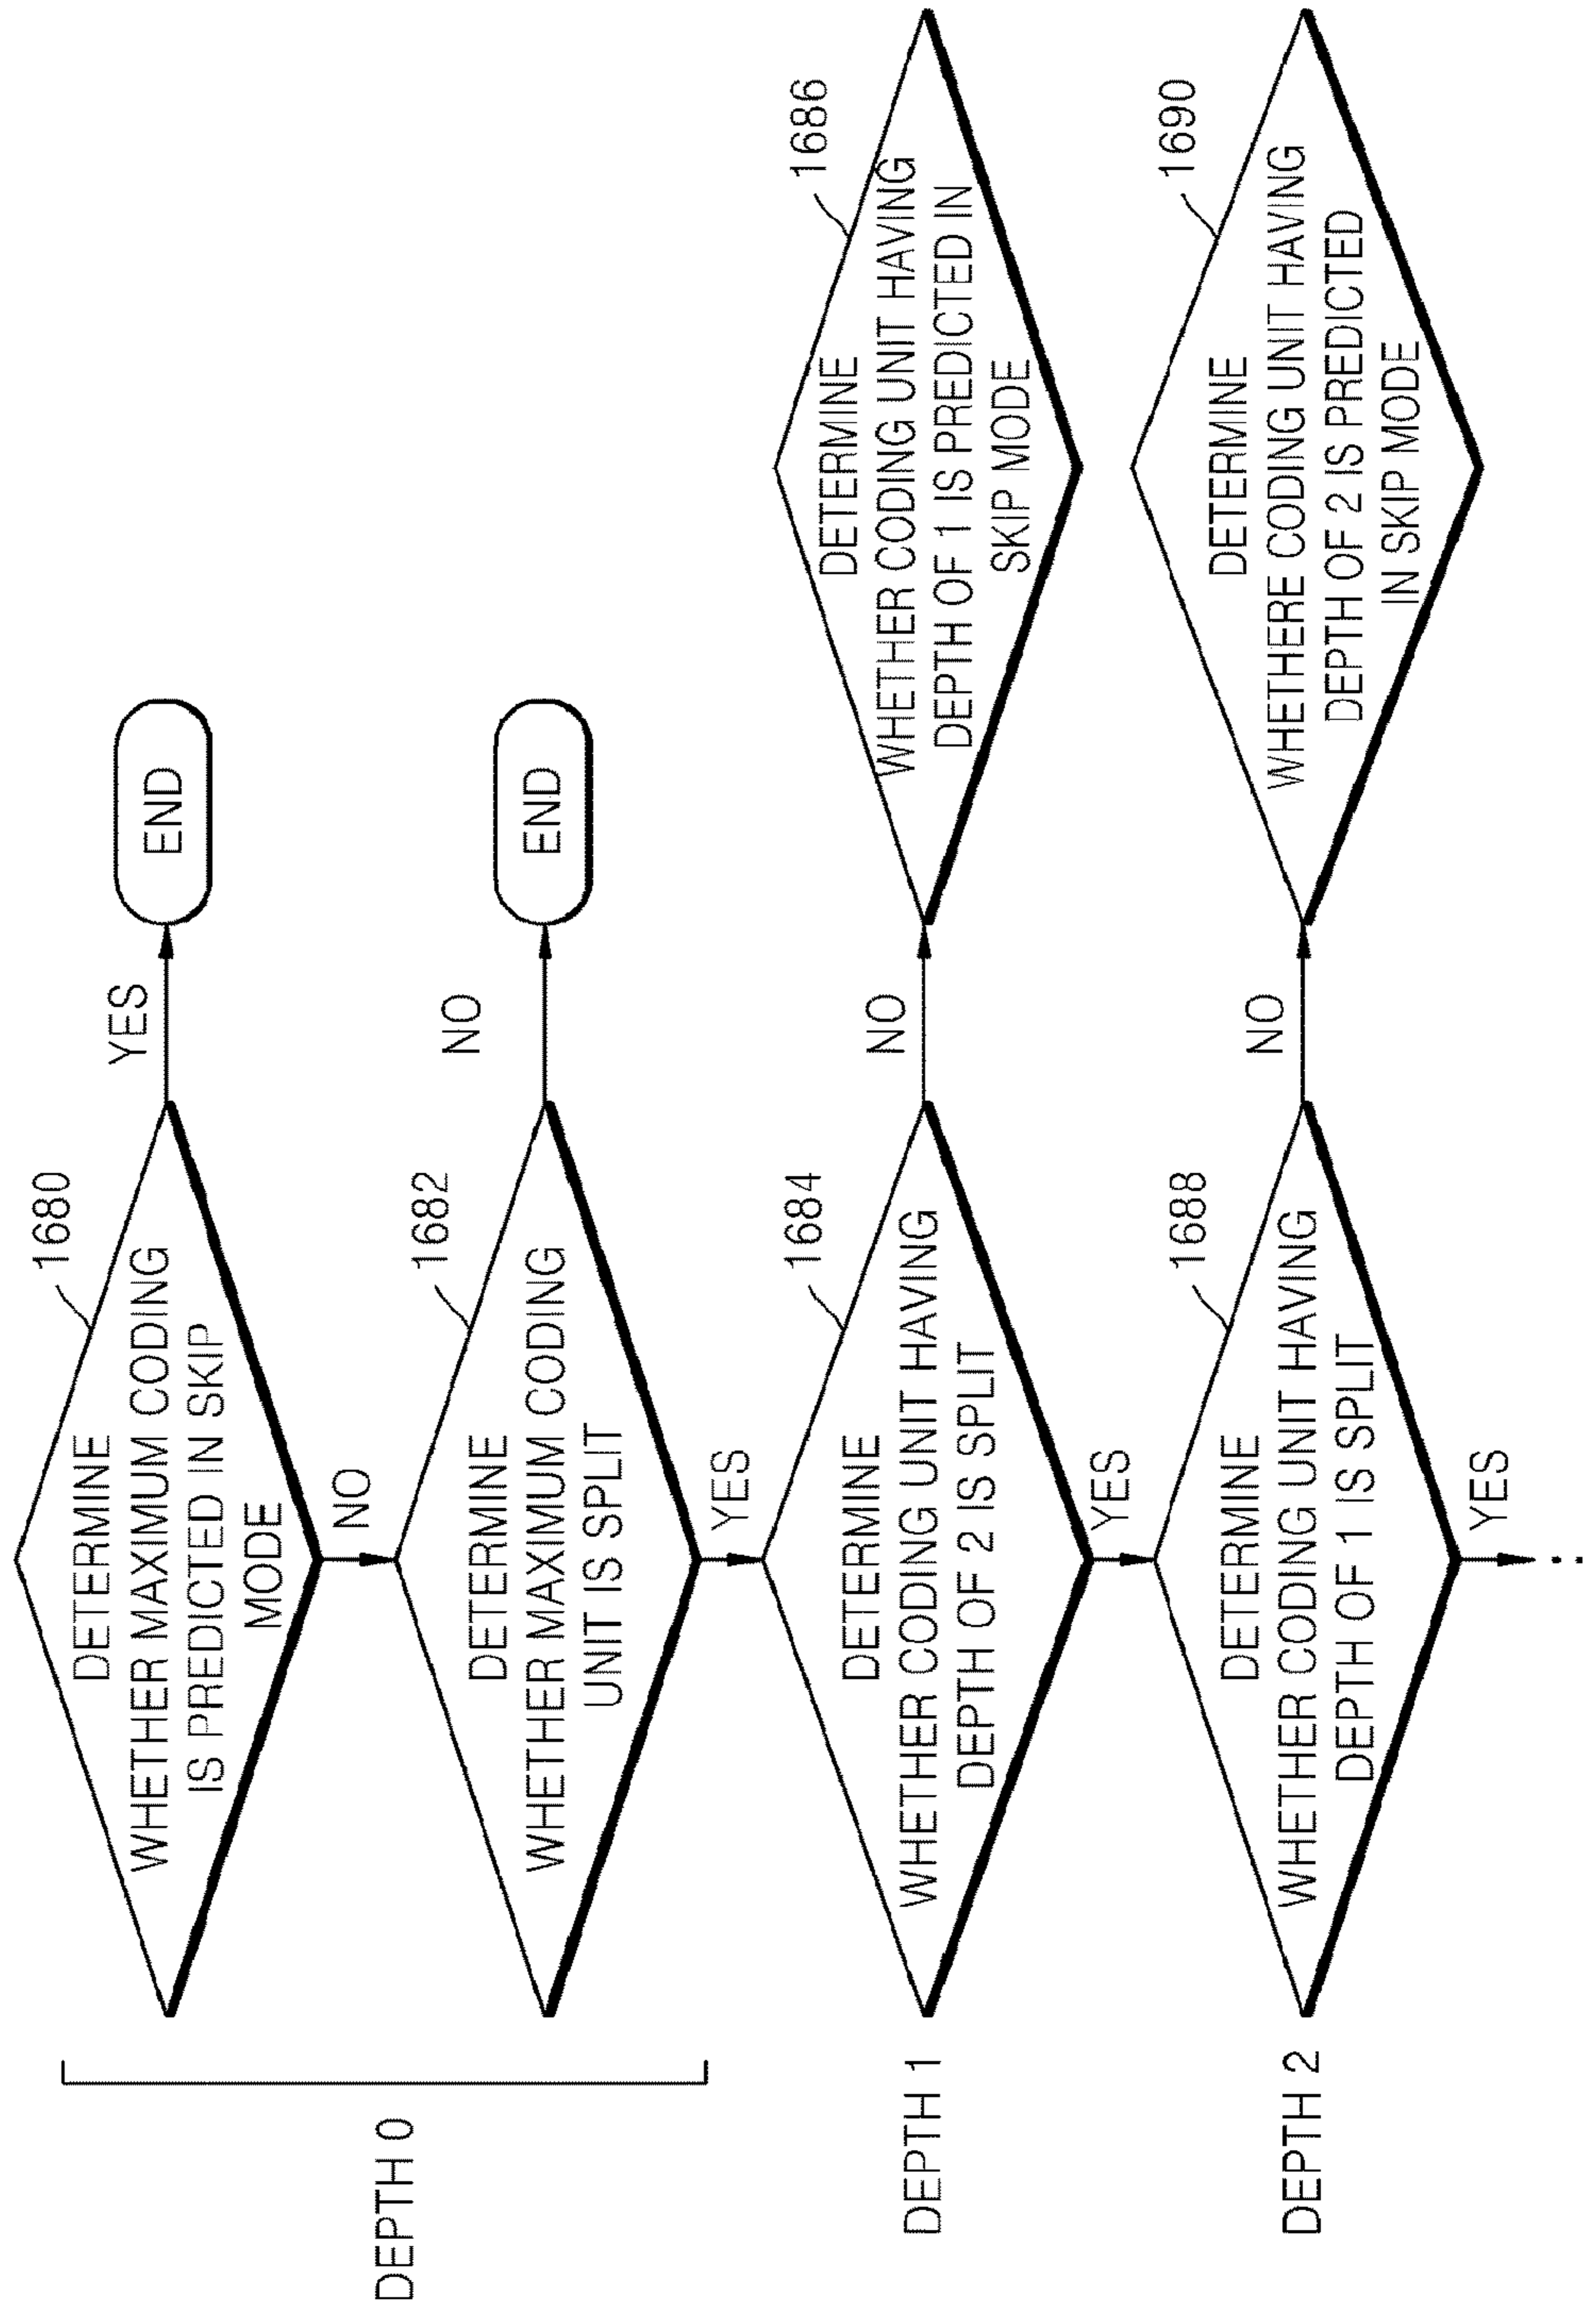 1680
DETERMINE
WHETHER MAXIMUM CODING
IS PREDICTED IN SKIP
MODE
YES
END
NO
DEPTH 0
1682
DETERMINE
WHETHER MAXIMUM CODING
UNIT IS SPLIT
NO
END
YES
DEPTH 1
1684
DETERMINE
WHETHER CODING UNIT HAVING
DEPTH OF 2 IS SPLIT
NO
1686
DETERMINE
WHETHER CODING UNIT HAVING
DEPTH OF 1 IS PREDICTED IN
SKIP MODE
YES
DEPTH 2
1688
DETERMINE
WHETHER CODING UNIT HAVING
DEPTH OF 1 IS SPLIT
NO
1690
DETERMINE
WHETHERE CODING UNIT HAVING
DEPTH OF 2 IS PREDICTED
IN SKIP MODE
YES